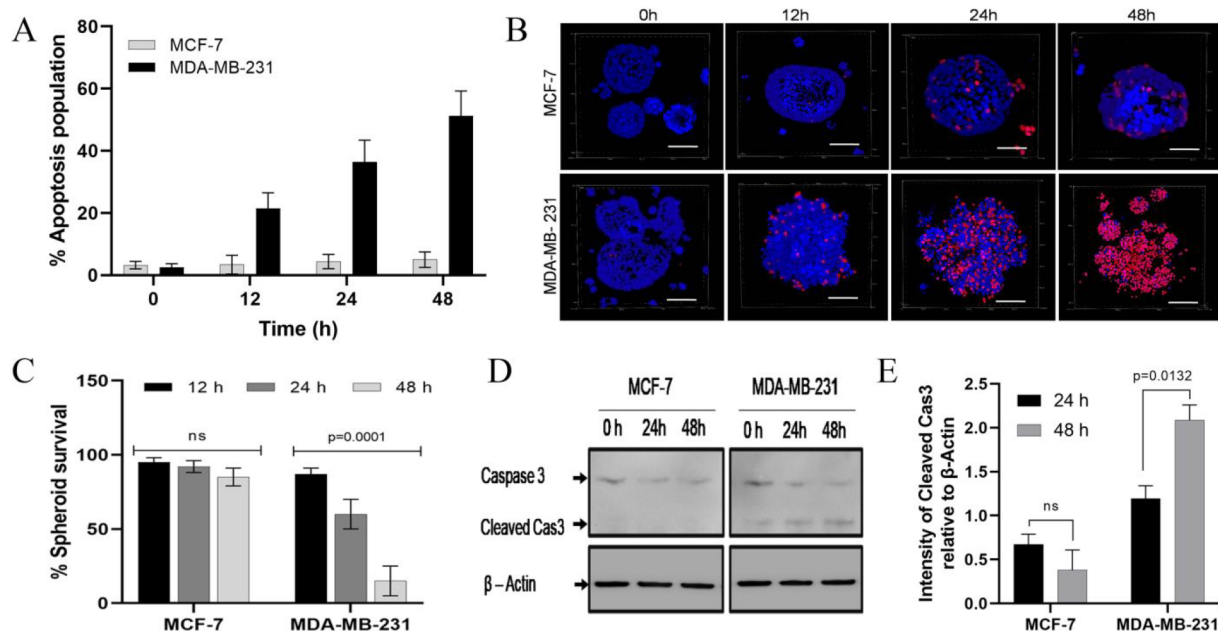 A
% Apoptosis population
80
60
40
20
0
MCF-7
MDA-MB-231
0 12 24 48
Time (h)
B
0h 12h 24h 48h
MCF-7
MDA-MB- 231
C
% Spheroid survival
150
100
50
0
12 h 24 h 48 h
ns p=0.0001
MCF-7 MDA-MB-231
D
MCF-7 MDA-MB-231
0 h 24h 48h 0 h 24h 48h
Caspase 3
Cleaved Cas3
β – Actin
E
Intensity of Cleaved Cas3
relative to β-Actin
2.5
2.0
1.5
1.0
0.5
0.0
24 h
48 h
p=0.0132
ns
MCF-7 MDA-MB-231